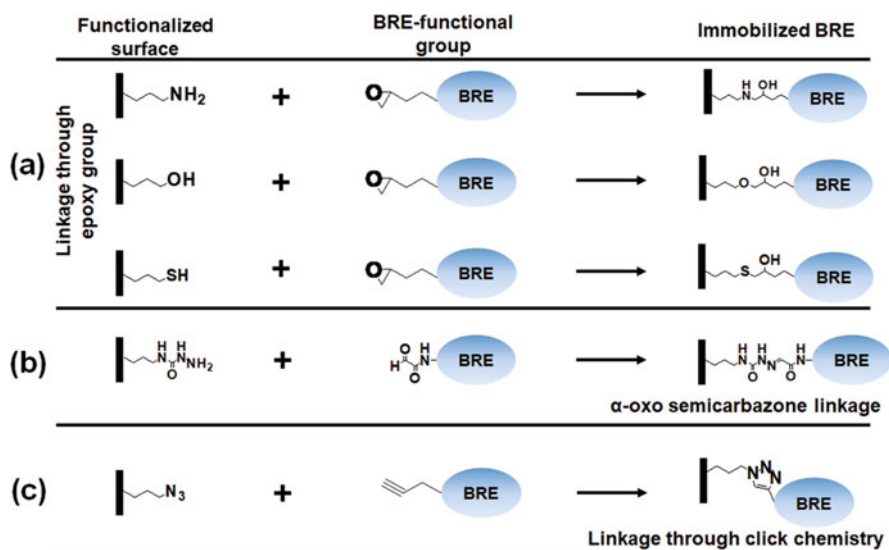 Functionalized
surface
BRE-functional
group
Immobilized BRE
(a)
Linkage through
epoxy group
NH2
+
O
BRE
N
H
OH
BRE
OH
+
O
BRE
O
OH
BRE
SH
+
O
BRE
S
OH
BRE
(b)
H
N
O
H
N
NH2
+
O
H
O
H
N
BRE
H
N
O
H
N
N
O
H
N
BRE
α-oxo semicarbazone linkage
(c)
N3
+
BRE
N
N
N
BRE
Linkage through click chemistry